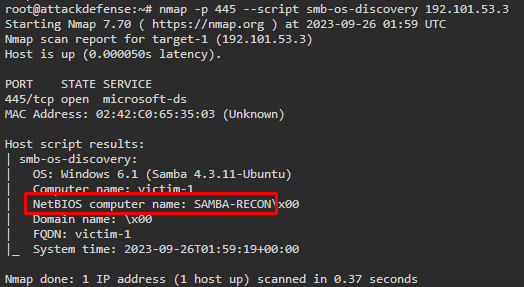 root@attackdefense:~# nmap -p 445 --script smb-os-discovery 192.101.53.3
Starting Nmap 7.70 ( https://nmap.org ) at 2023-09-26 01:59 UTC
Nmap scan report for target-1 (192.101.53.3)
Host is up (0.000050s latency).
PORT    STATE SERVICE
445/tcp open  microsoft-ds
MAC Address: 02:42:C0:65:35:03 (Unknown)
Host script results:
| smb-os-discovery:
|   OS: Windows 6.1 (Samba 4.3.11-Ubuntu)
|   Computer name: victim-1
|   NetBIOS computer name: SAMBA-RECON\x00
|   Domain name: \x00
|   FQDN: victim-1
|_  System time: 2023-09-26T01:59:19+00:00
Nmap done: 1 IP address (1 host up) scanned in 0.37 seconds